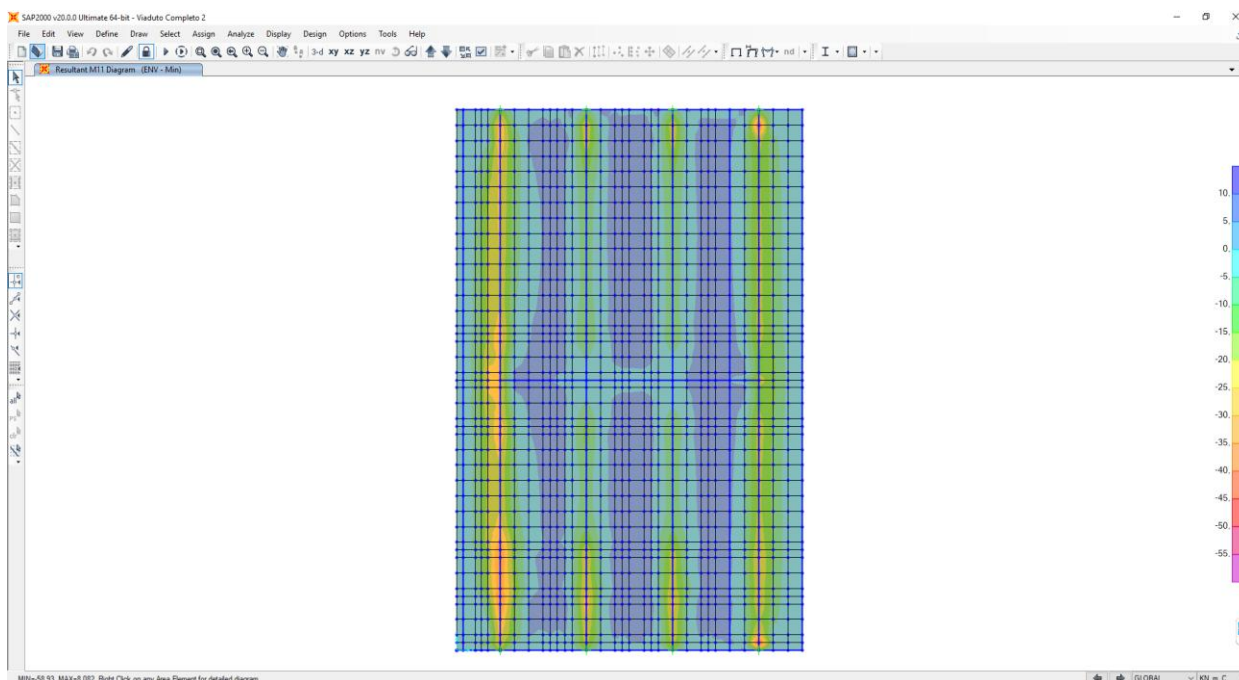 SAP2000 v20.0.0 Ultimate 64-bit - Viaduto Completo 2
File Edit View Define Draw Select Assign Analyze Display Design Options Tools Help
3-d xy xz yz nv nd
Resultant M11 Diagram (ENV - Min)
10.
5.
0.
-5.
-10.
-15.
-20.
-25.
-30.
-35.
-40.
-45.
-50.
-55.
all
MIN=-58.93, MAX=8.082, Right Click on any Area Element for detailed diagram
GLOBAL